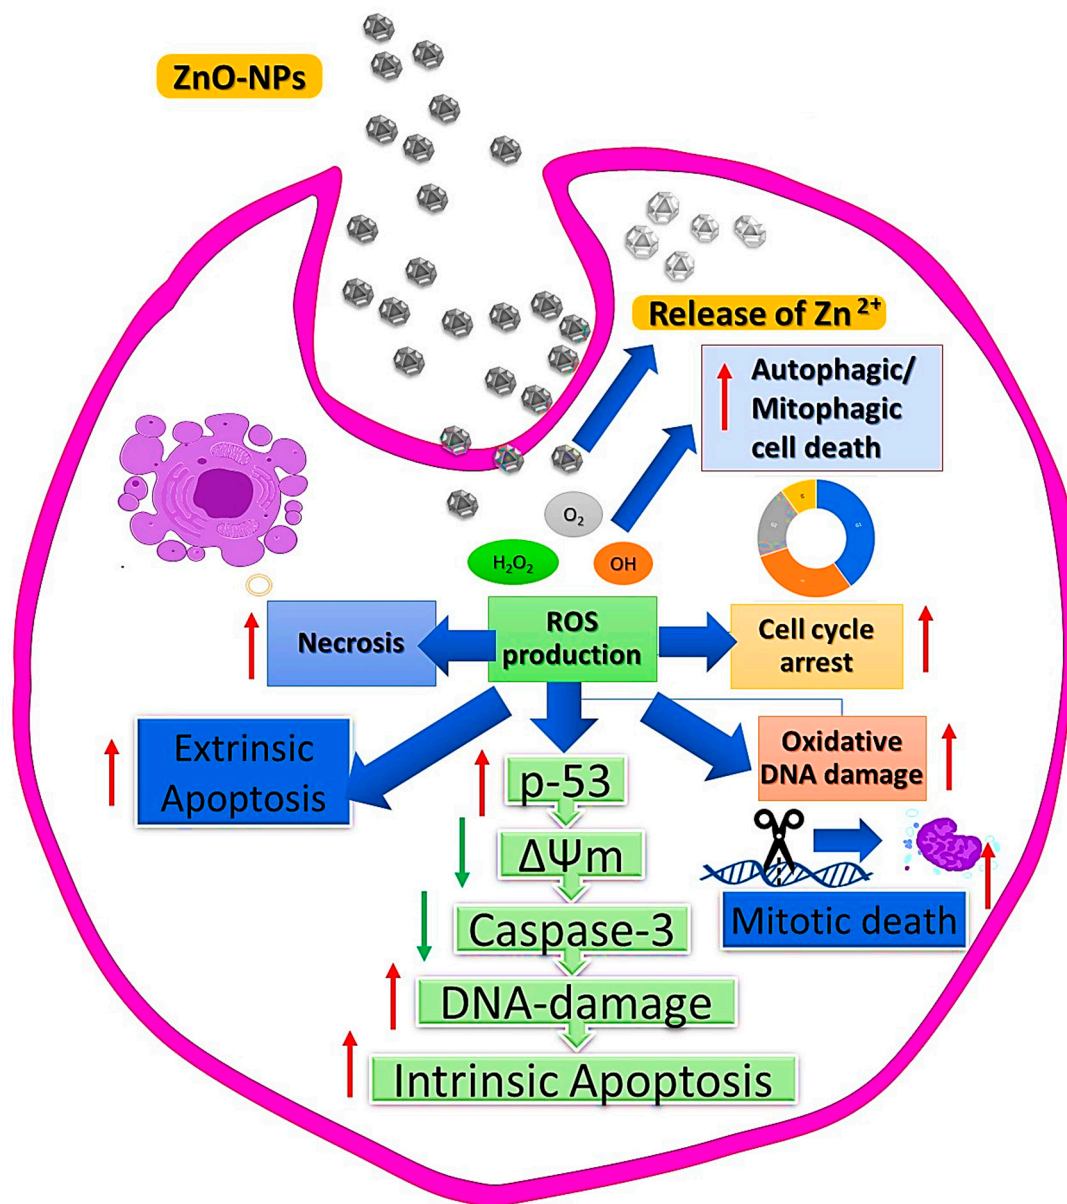 ZnO-NPs
Release of Zn²⁺
Autophagic/
Mitophagic
cell death
O₂
H₂O₂
OH
G1
ROS
production
Necrosis
Cell cycle
arrest
Extrinsic
Apoptosis
Oxidative
DNA damage
p-53
ΔΨm
Caspase-3
DNA-damage
Intrinsic Apoptosis
Mitotic death